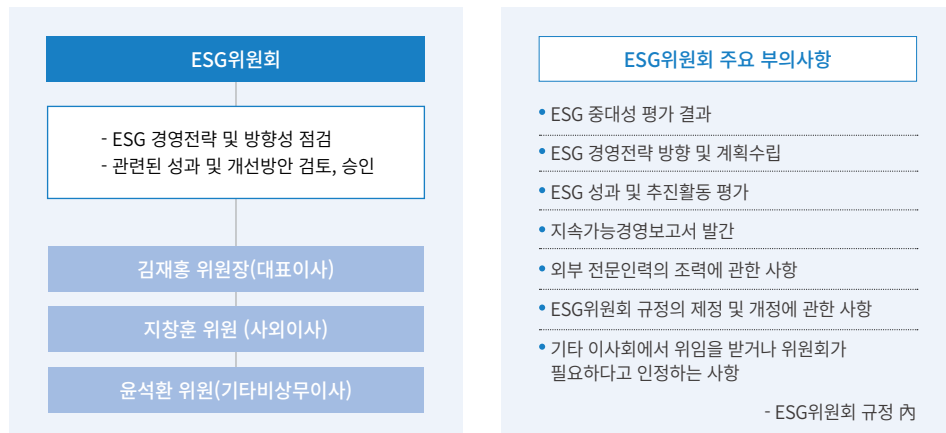 ESG위원회
- ESG 경영전략 및 방향성 점검
- 관련된 성과 및 개선방안 검토, 승인
김재홍 위원장(대표이사)
지창훈 위원 (사외이사)
윤석환 위원(기타비상무이사)
ESG위원회 주요 부의사항
• ESG 중대성 평가 결과
• ESG 경영전략 방향 및 계획수립
• ESG 성과 및 추진활동 평가
• 지속가능경영보고서 발간
• 외부 전문인력의 조력에 관한 사항
• ESG위원회 규정의 제정 및 개정에 관한 사항
• 기타 이사회에서 위임을 받거나 위원회가
필요하다고 인정하는 사항
- ESG위원회 규정 內